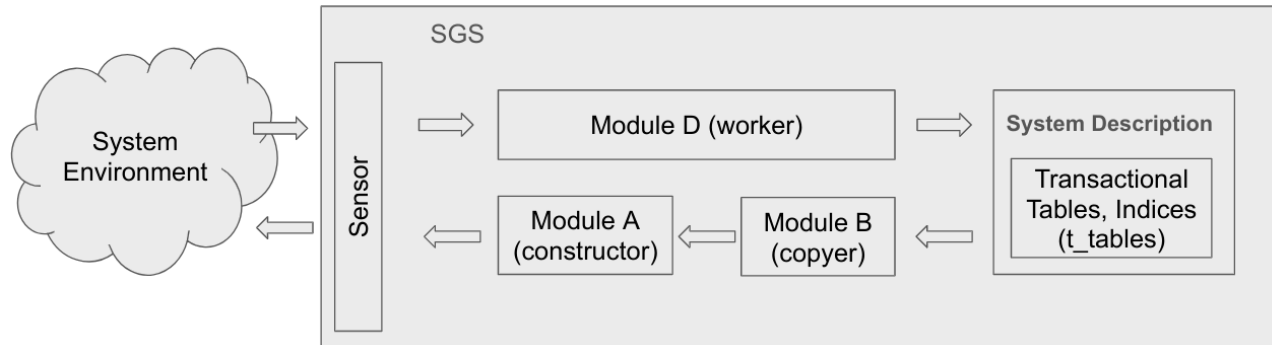 SGS
System
Environment
Sensor
Module D (worker)
System Description
Transactional
Tables, Indices
(t_tables)
Module A
(constructor)
Module B
(copyer)